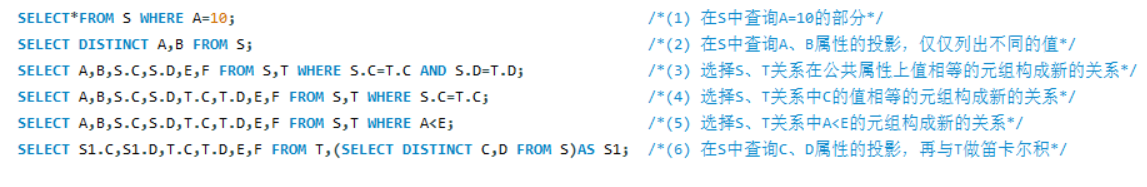 SELECT*FROM S WHERE A=10; /*(1) 在S中查询A=10的部分*/
SELECT DISTINCT A,B FROM S; /*(2) 在S中查询A、B属性的投影，仅仅列出不同的值*/
SELECT A,B,S.C,S.D,E,F FROM S,T WHERE S.C=T.C AND S.D=T.D; /*(3) 选择S、T关系在公共属性上值相等的元组构成新的关系*/
SELECT A,B,S.C,S.D,T.C,T.D,E,F FROM S,T WHERE S.C=T.C; /*(4) 选择S、T关系中C的值相等的元组构成新的关系*/
SELECT A,B,S.C,S.D,T.C,T.D,E,F FROM S,T WHERE A<E; /*(5) 选择S、T关系中A<E的元组构成新的关系*/
SELECT S1.C,S1.D,T.C,T.D,E,F FROM T,(SELECT DISTINCT C,D FROM S)AS S1; /*(6) 在S中查询C、D属性的投影，再与T做笛卡尔积*/